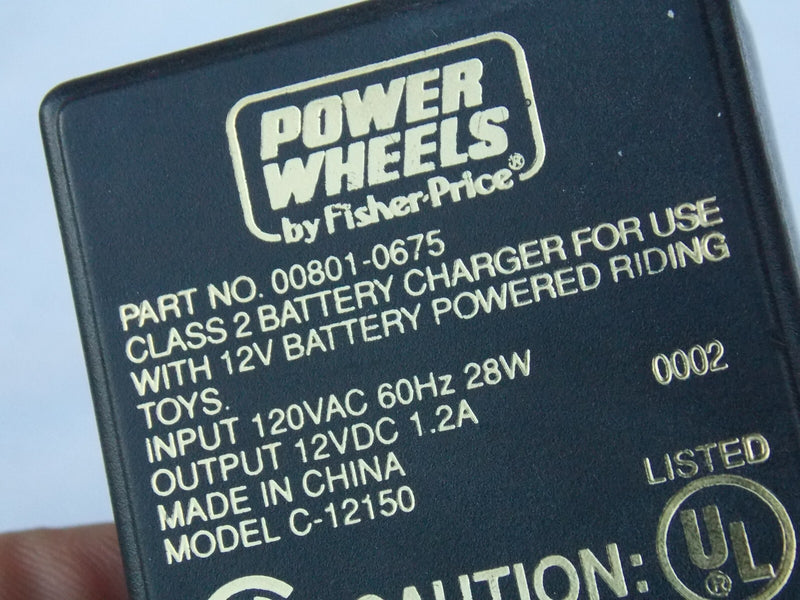 POWER
WHEELS
by Fisher-Price®
PART NO. 00801-0675
CLASS 2 BATTERY CHARGER FOR USE
WITH 12V BATTERY POWERED RIDING
TOYS.
INPUT 120VAC 60Hz 28W
0002
OUTPUT 12VDC 1.2A
MADE IN CHINA
MODEL C-12150
LISTED
UL®
CAUTION: